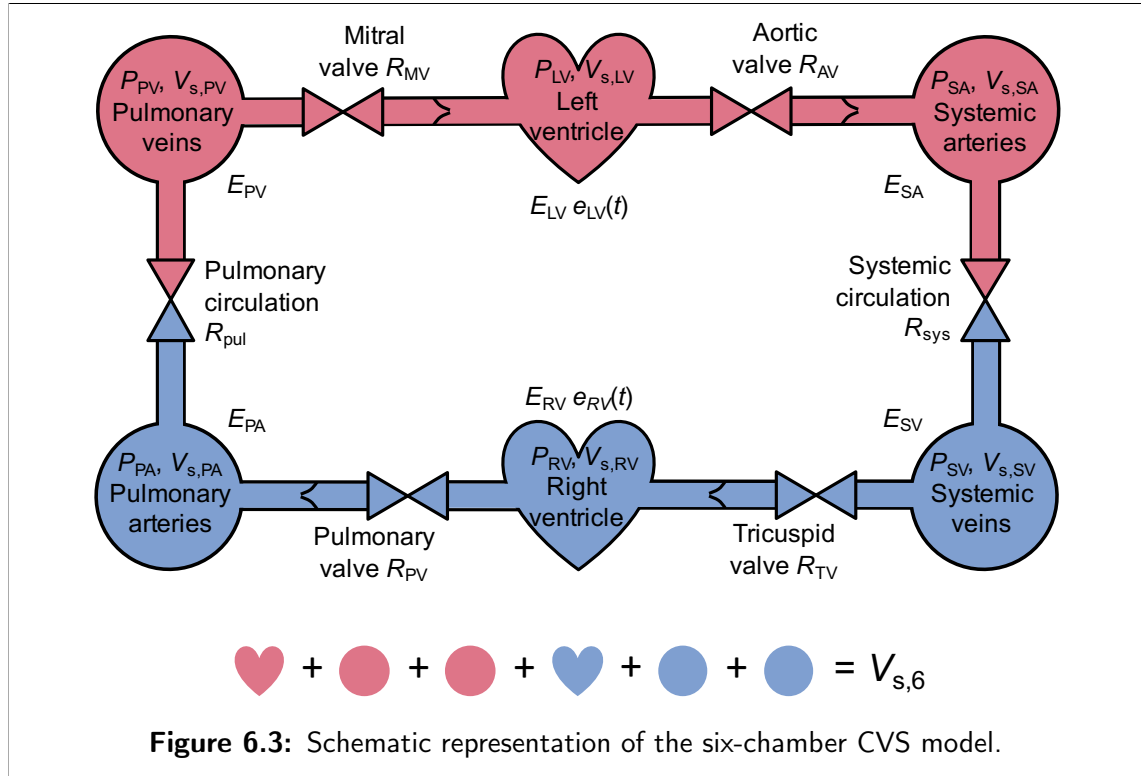 Mitral
valve R_MV
Aortic
valve R_AV
P_PV, V_s,PV
Pulmonary
veins
P_LV, V_s,LV
Left
ventricle
P_SA, V_s,SA
Systemic
arteries
E_PV
E_LV e_LV(t)
E_SA
Pulmonary
circulation
R_pul
Systemic
circulation
R_sys
E_PA
E_RV e_RV(t)
E_SV
P_PA, V_s,PA
Pulmonary
arteries
P_RV, V_s,RV
Right
ventricle
P_SV, V_s,SV
Systemic
veins
Pulmonary
valve R_PV
Tricuspid
valve R_TV
+ + + + + = V_s,6
Figure 6.3: Schematic representation of the six-chamber CVS model.